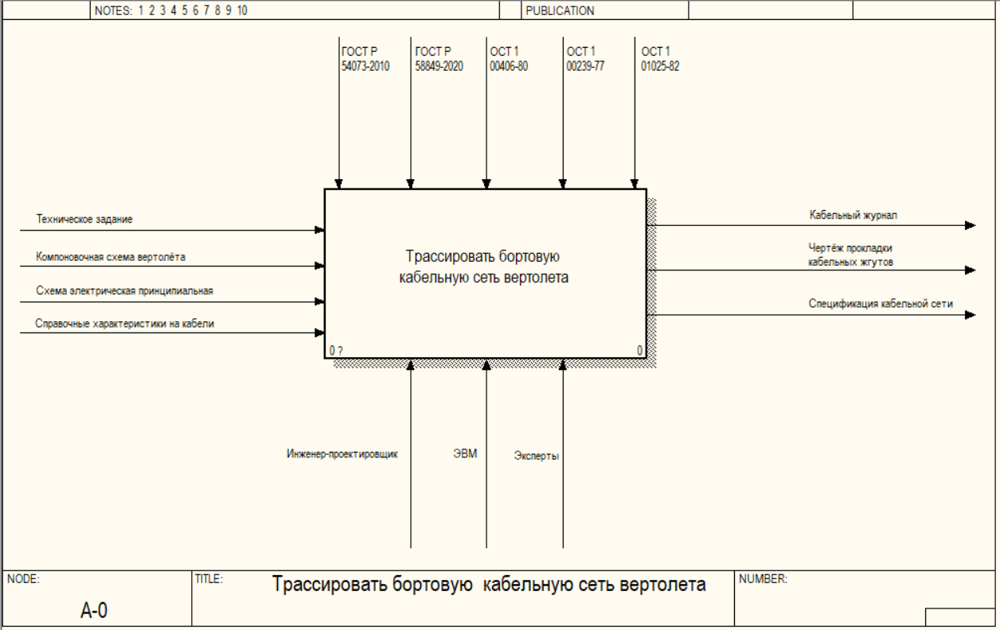 NOTES: 1 2 3 4 5 6 7 8 9 10
PUBLICATION
ГОСТ Р
54073-2010
ГОСТ Р
58849-2020
ОСТ 1
00406-80
ОСТ 1
00239-77
ОСТ 1
01025-82
Техническое задание
Компоновочная схема вертолёта
Схема электрическая принципиальная
Справочные характеристики на кабели
Трассировать бортовую
кабельную сеть вертолета
0 ?
0
Кабельный журнал
Чертёж прокладки
кабельных жгутов
Спецификация кабельной сети
Инженер-проектировщик
ЭВМ
Эксперты
NODE:
A-0
TITLE:
Трассировать бортовую кабельную сеть вертолета
NUMBER: